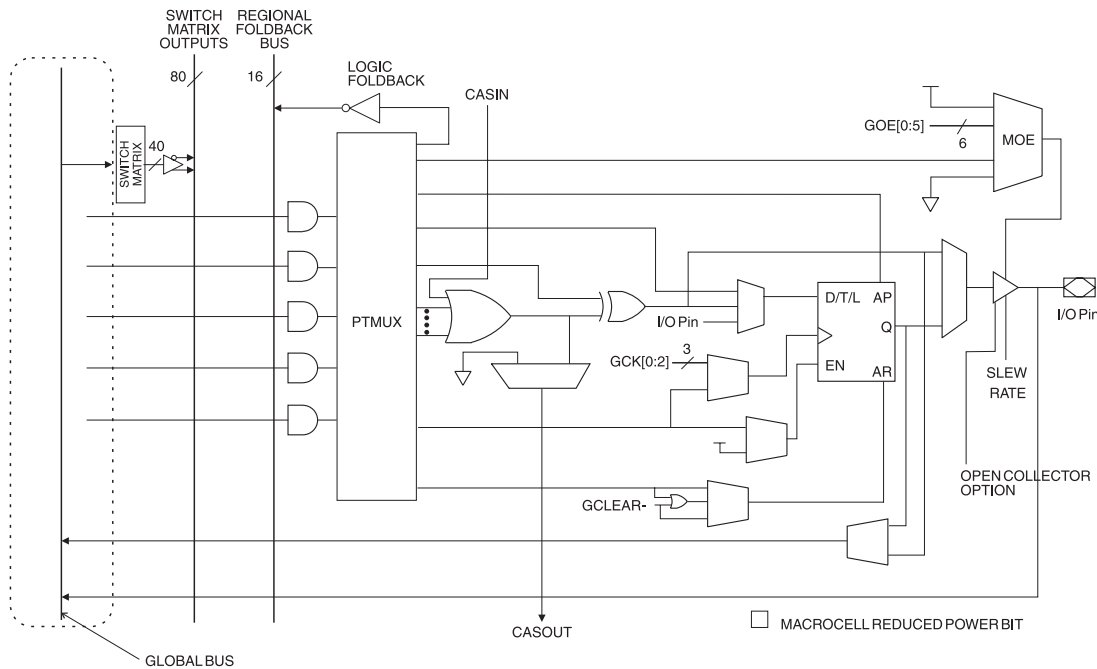 SWITCH
MATRIX
OUTPUTS
REGIONAL
FOLDBACK
BUS
80
16
LOGIC
FOLDBACK
CASIN
SWITCH
MATRIX
40
GOE[0:5]
6
MOE
PTMUX
I/O Pin
GCK[0:2]
3
D/T/L
AP
Q
EN
AR
I/O Pin
SLEW
RATE
OPEN COLLECTOR
OPTION
GCLEAR-
CASOUT
MACROCELL REDUCED POWER BIT
GLOBAL BUS